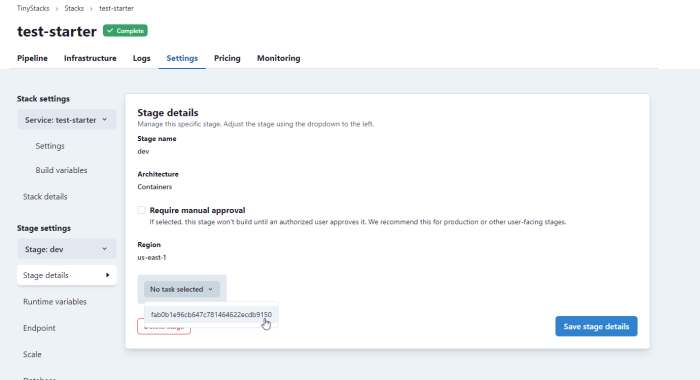 TinyStacks > Stacks > test-starter
test-starter
Complete
Pipeline Infrastructure Logs Settings Pricing Monitoring
Stack settings
Service: test-starter
Settings
Build variables
Stack details
Stage settings
Stage: dev
Stage details
Runtime variables
Endpoint
Scale
Stage details
Manage this specific stage. Adjust the stage using the dropdown to the left.
Stage name
dev
Architecture
Containers
Require manual approval
If selected, this stage won't build until an authorized user approves it. We recommend this for production or other user-facing stages.
Region
us-east-1
No task selected
fab0b1e96cb647c781464622ecdb9150
Save stage details